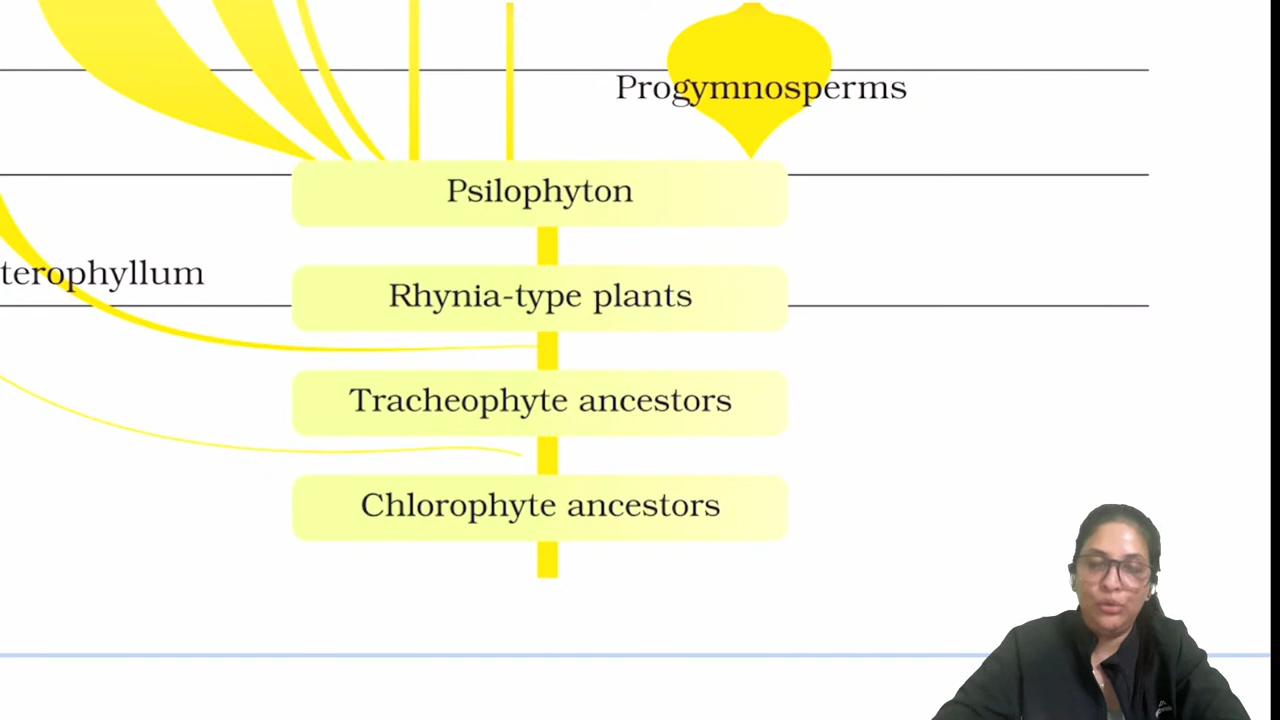 Progymnosperms
Psilophyton
terophyllum
Rhynia-type plants
Tracheophyte ancestors
Chlorophyte ancestors